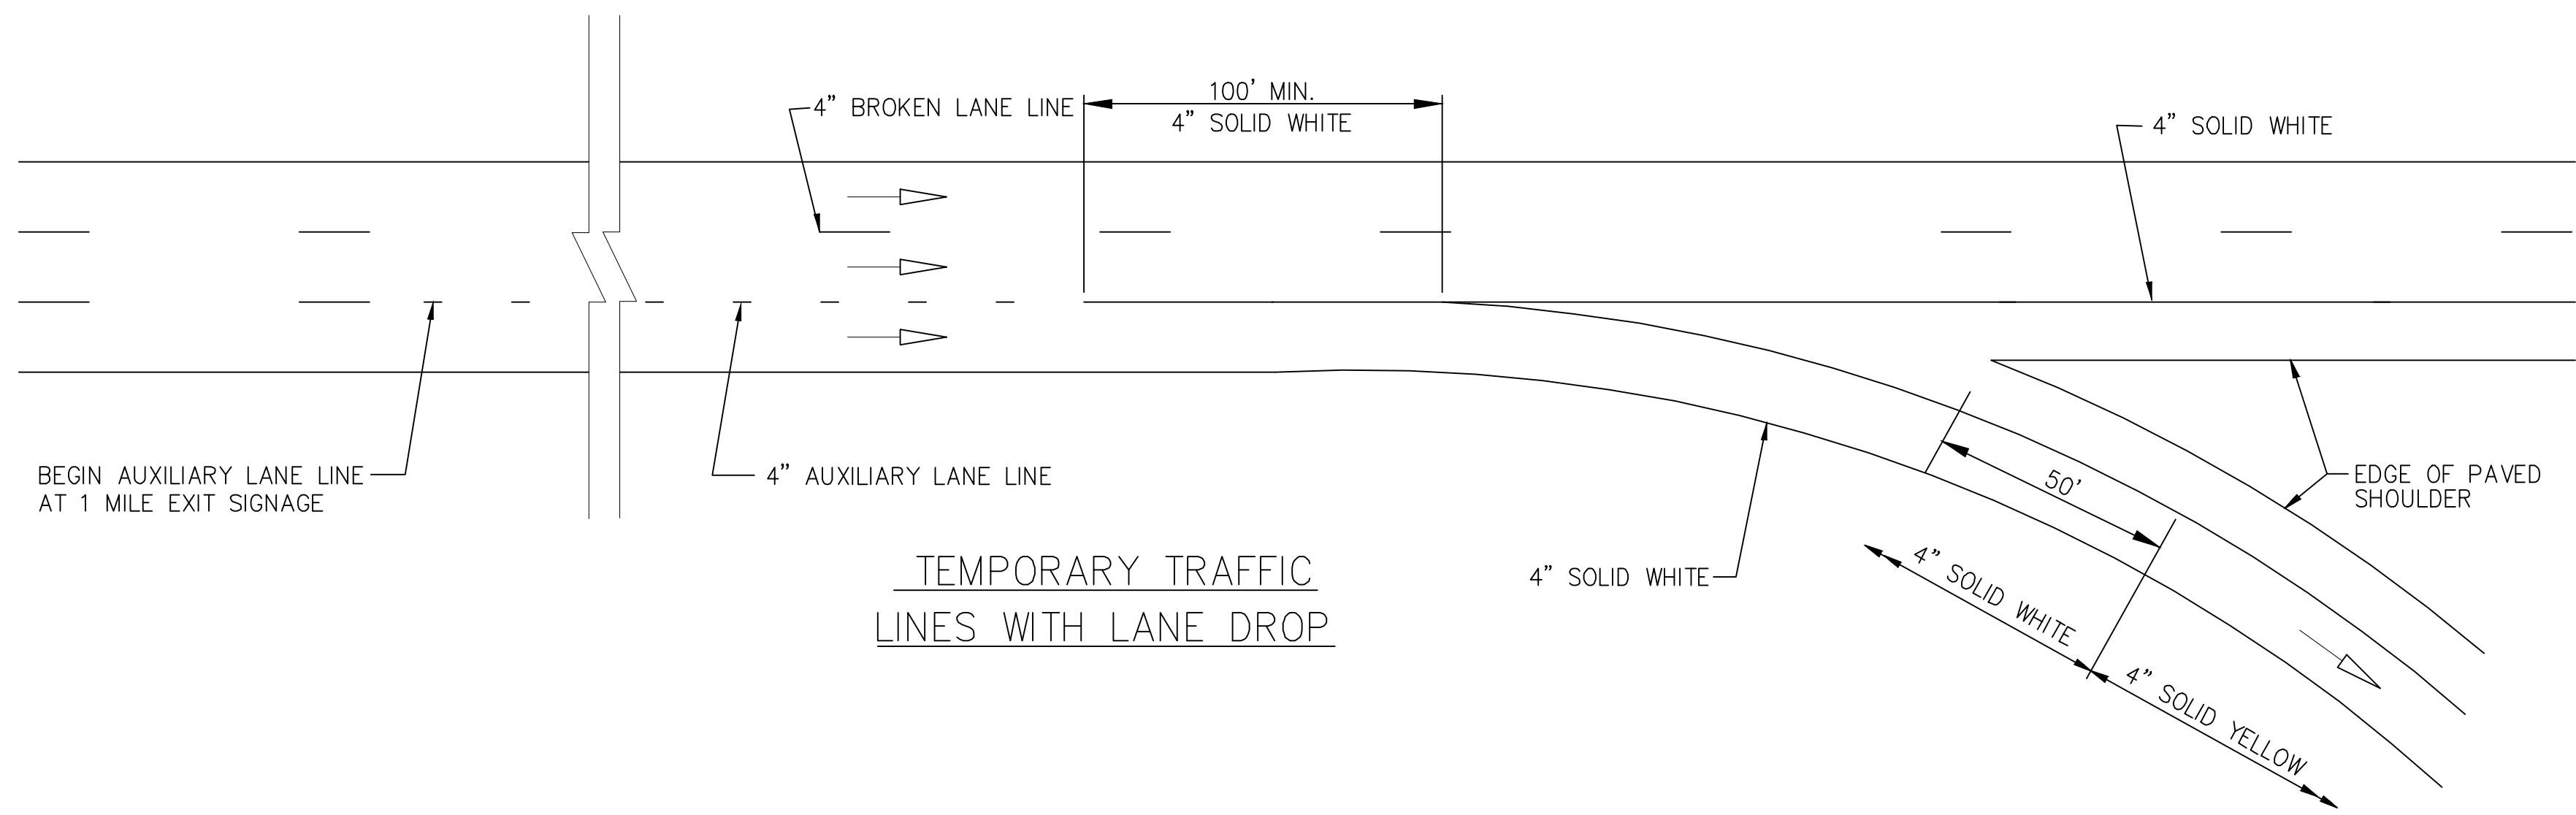 100' MIN.
4" SOLID WHITE
4" BROKEN LANE LINE
4" SOLID WHITE
BEGIN AUXILIARY LANE LINE
AT 1 MILE EXIT SIGNAGE
4" AUXILIARY LANE LINE
50'
EDGE OF PAVED
SHOULDER
4" SOLID WHITE
4" SOLID WHITE
4" SOLID YELLOW
TEMPORARY TRAFFIC
LINES WITH LANE DROP